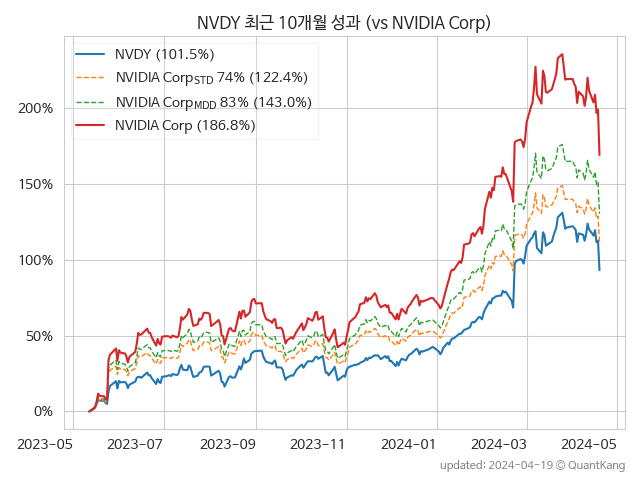 NVDY 최근 10개월 성과 (vs NVIDIA Corp)
NVDY (101.5%)
NVIDIA CorpSTD 74% (122.4%)
NVIDIA CorpMDD 83% (143.0%)
NVIDIA Corp (186.8%)
200%
150%
100%
50%
0%
2023-05 2023-07 2023-09 2023-11 2024-01 2024-03 2024-05
updated: 2024-04-19 © QuantKang